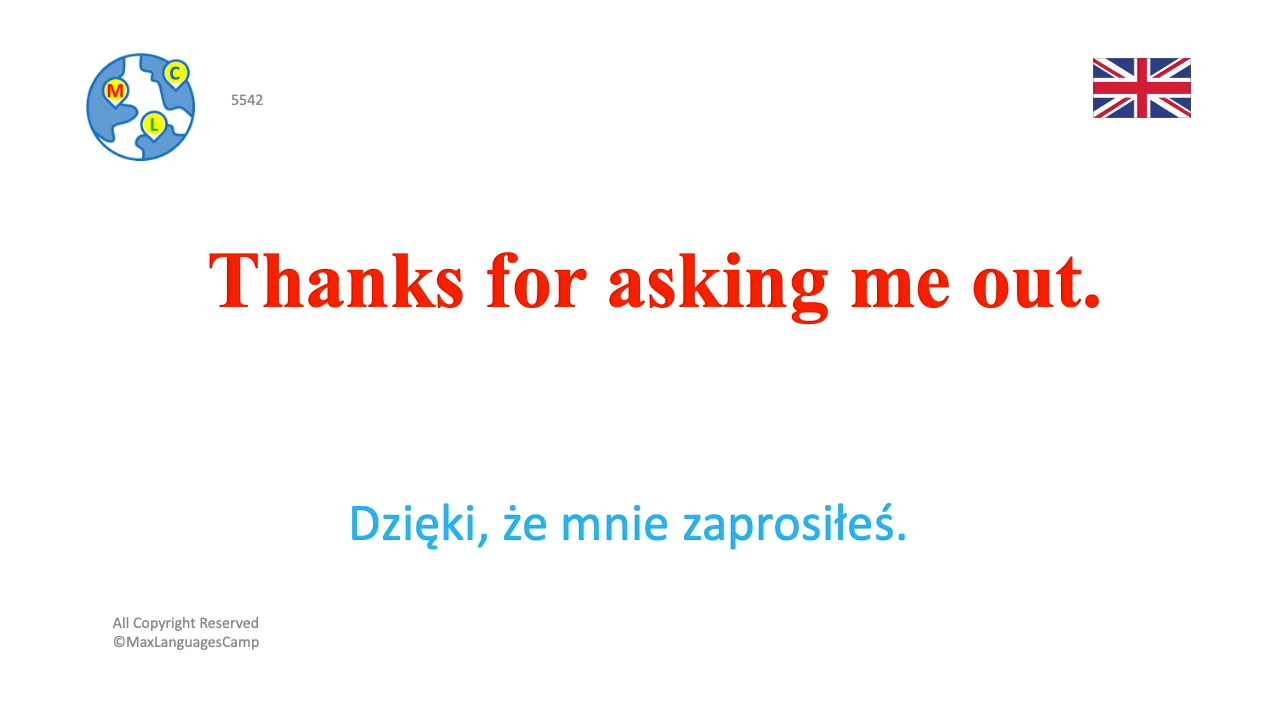 C
M
L
5542
Thanks for asking me out.
Dzięki, że mnie zaprosiłeś.
All Copyright Reserved
©MaxLanguagesCamp